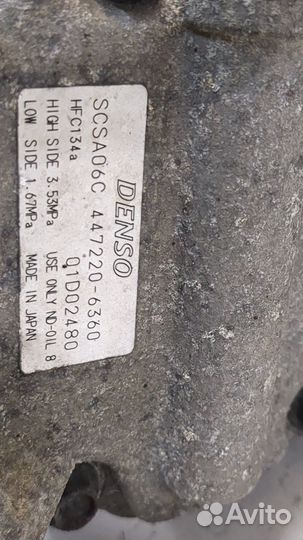 DENSO
SCSA06C 447220-6360
HFC134a 01D02480
HIGH SIDE 3.53MPa USE ONLY ND-OIL 8
LOW SIDE 1.67MPa MADE IN JAPAN
Avito